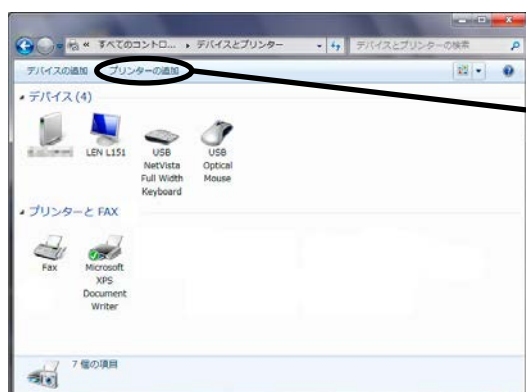 « すべてのコントロ... ▸ デバイスとプリンター
デバイスとプリンターの検索
デバイスの追加 プリンターの追加
デバイス (4)
LEN L151
USB NetVista Full Width Keyboard
USB Optical Mouse
プリンターと FAX
Fax
Microsoft XPS Document Writer
7 個の項目